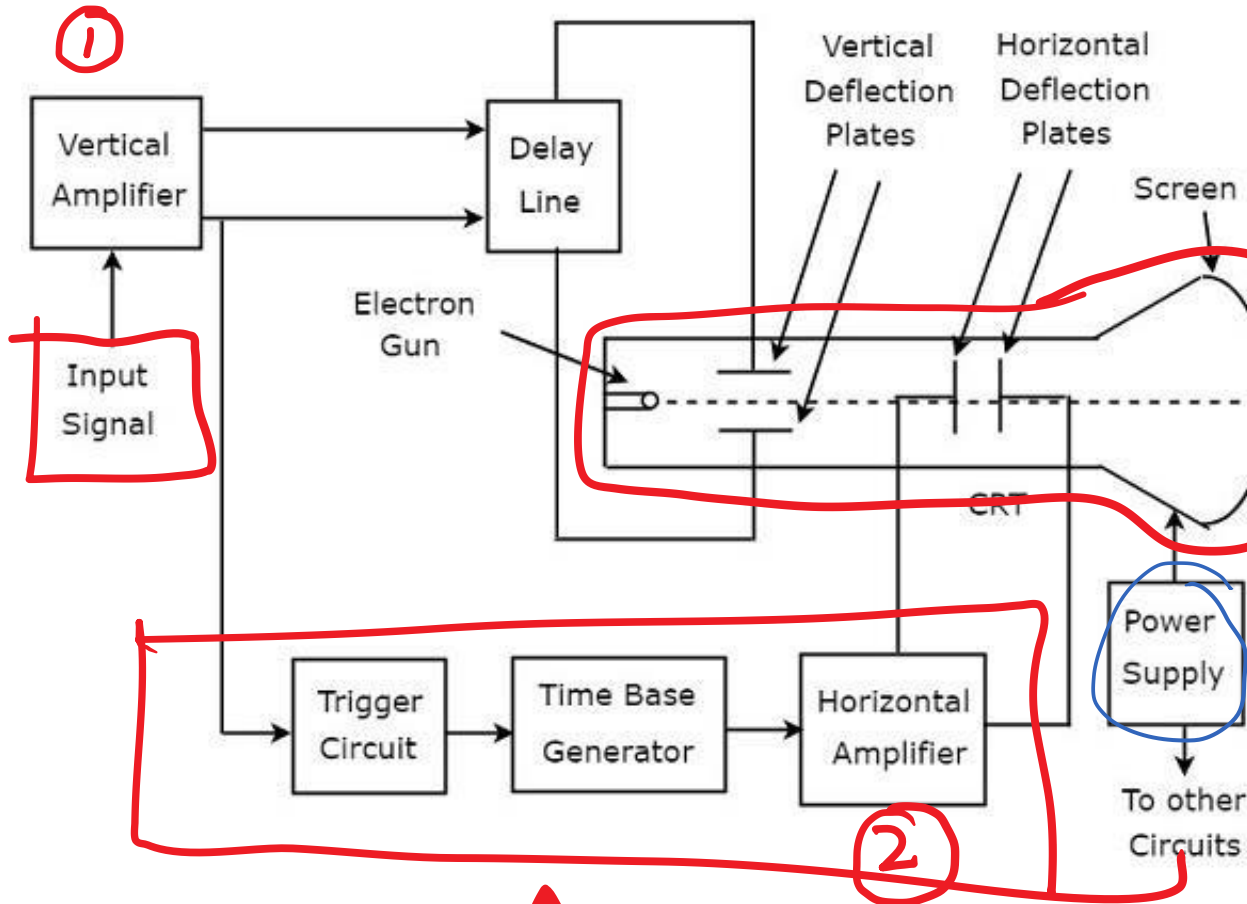 1
Vertical
Amplifier
Delay
Line
Vertical
Deflection
Plates
Horizontal
Deflection
Plates
Screen
Electron
Gun
Input
Signal
CRT
Trigger
Circuit
Time Base
Generator
Horizontal
Amplifier
Power
Supply
To other
Circuits
2